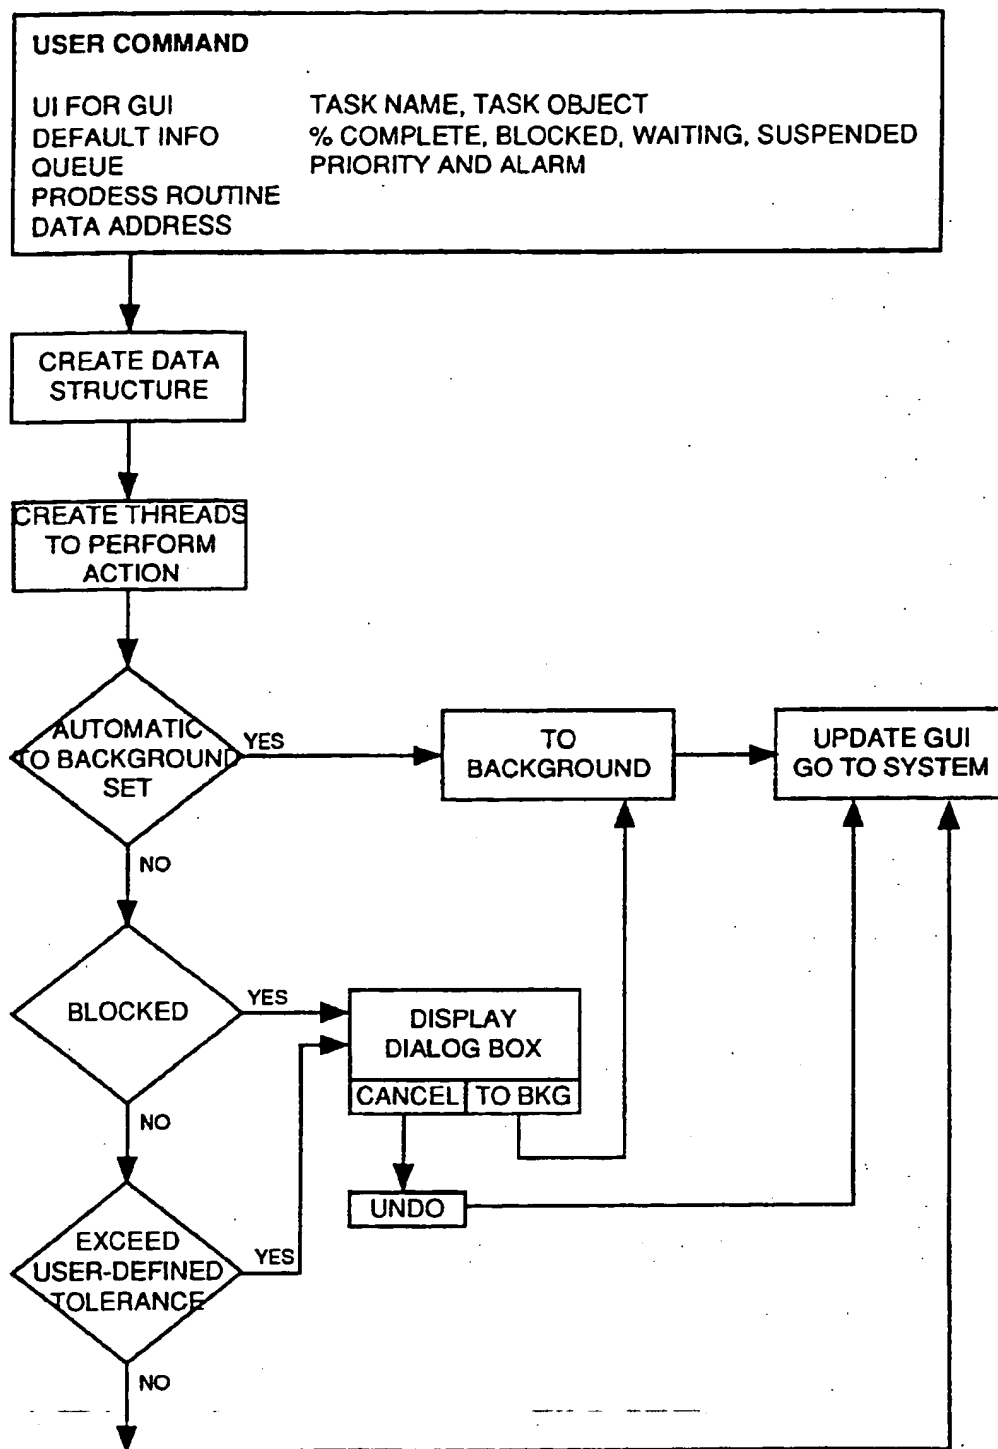 USER COMMAND
UI FOR GUI TASK NAME, TASK OBJECT
DEFAULT INFO % COMPLETE, BLOCKED, WAITING, SUSPENDED
QUEUE PRIORITY AND ALARM
PRODESS ROUTINE
DATA ADDRESS
CREATE DATA
STRUCTURE
CREATE THREADS
TO PERFORM
ACTION
AUTOMATIC
TO BACKGROUND
SET
YES
TO
BACKGROUND
UPDATE GUI
GO TO SYSTEM
NO
BLOCKED
YES
DISPLAY
DIALOG BOX
CANCEL
TO BKG
NO
UNDO
EXCEED
USER-DEFINED
TOLERANCE
YES
NO